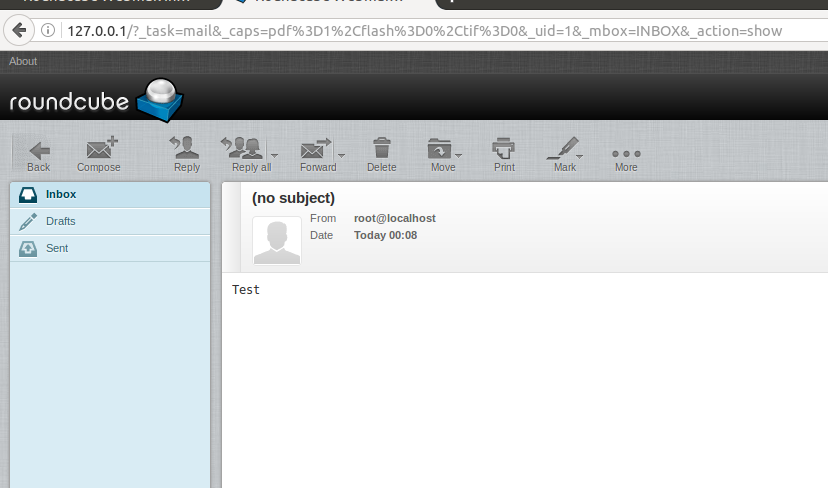 127.0.0.1/?_task=mail&_caps=pdf%3D1%2Cflash%3D0%2Ctif%3D0&_uid=1&_mbox=INBOX&_action=show
About
roundcube
Back Compose Reply Reply all Forward Delete Move Print Mark More
Inbox
Drafts
Sent
(no subject)
From root@localhost
Date Today 00:08
Test